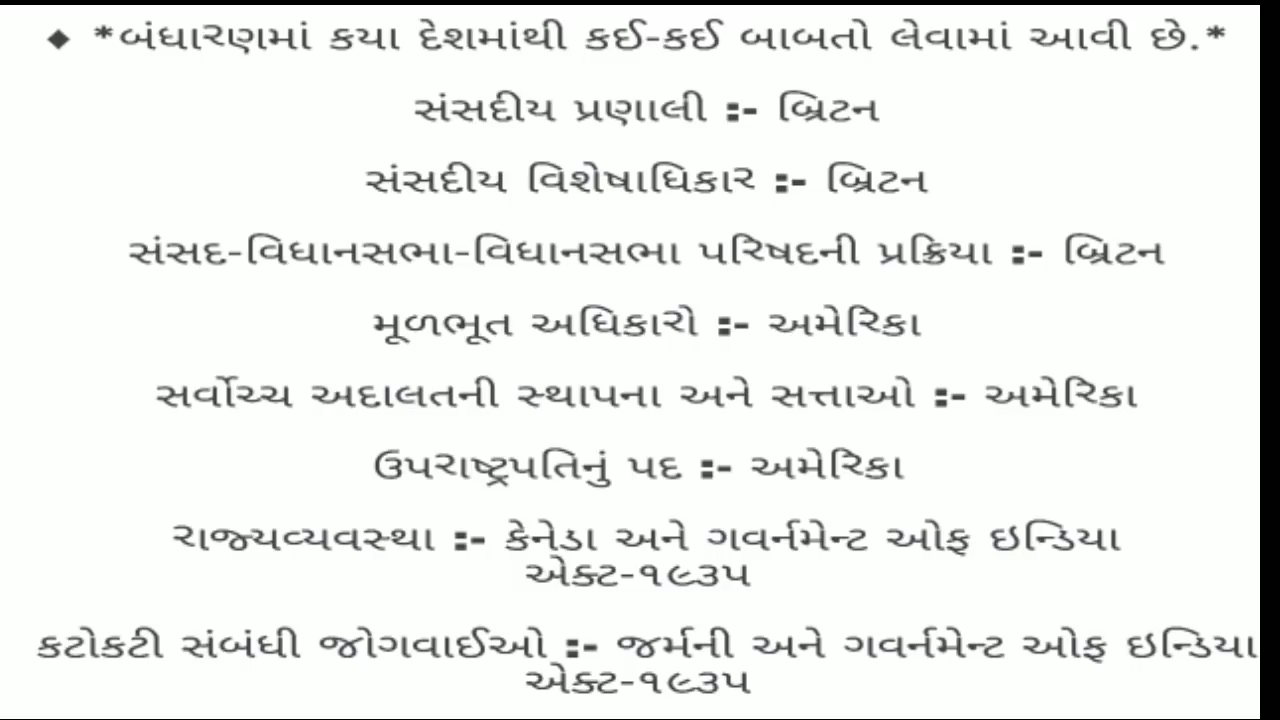 ◆ *બંધારણમાં કયા દેશમાંથી કઈ-કઈ બાબતો લેવામાં આવી છે.*
સંસદીય પ્રણાલી :- બ્રિટન
સંસદીય વિશેષાધિકાર :- બ્રિટન
સંસદ-વિધાનસભા-વિધાનસભા પરિષદની પ્રક્રિયા :- બ્રિટન
મૂળભૂત અધિકારો :- અમેરિકા
સર્વોચ્ચ અદાલતની સ્થાપના અને સત્તાઓ :- અમેરિકા
ઉપરાષ્ટ્રપતિનું પદ :- અમેરિકા
રાજ્યવ્યવસ્થા :- કેનેડા અને ગવર્નમેન્ટ ઓફ ઇન્ડિયા
એક્ટ-૧૯૩૫
કટોકટી સંબંધી જોગવાઈઓ :- જર્મની અને ગવર્નમેન્ટ ઓફ ઇન્ડિયા
એક્ટ-૧૯૩૫